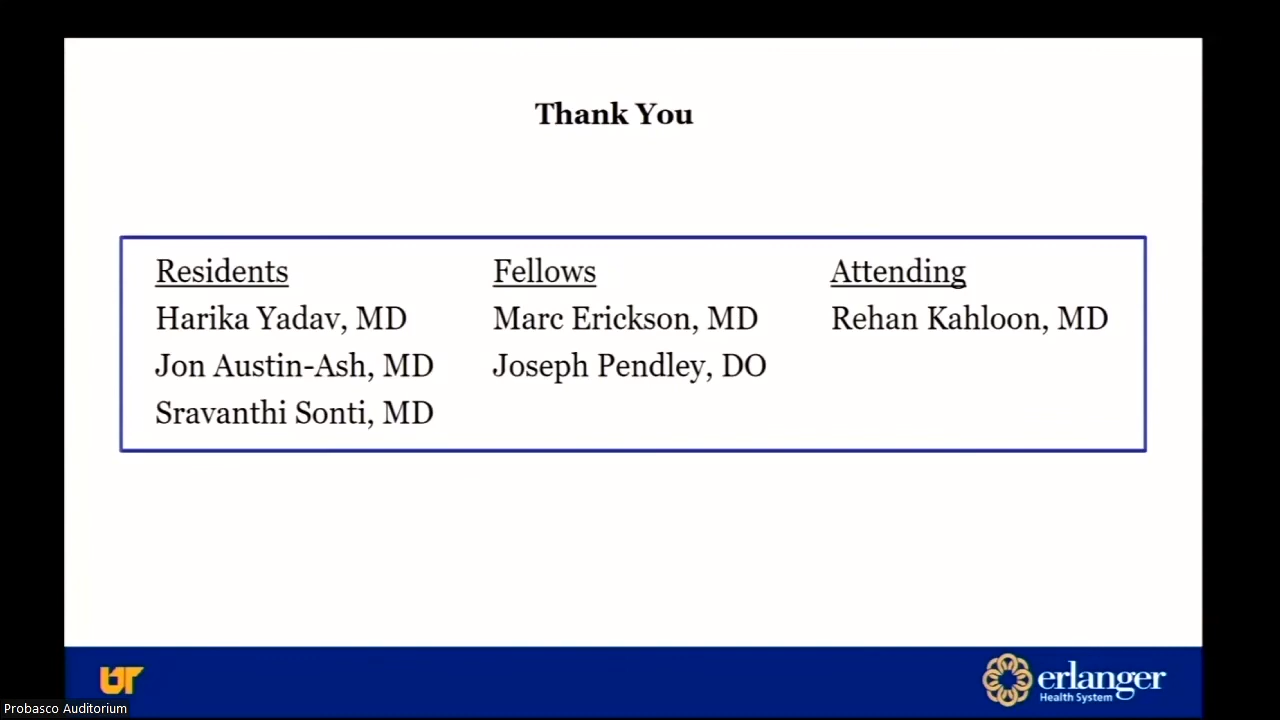 Thank You
Residents
Harika Yadav, MD
Jon Austin-Ash, MD
Sravanthi Sonti, MD
Fellows
Marc Erickson, MD
Joseph Pendley, DO
Attending
Rehan Kahloon, MD
UT
erlanger
Health System
Probasco Auditorium